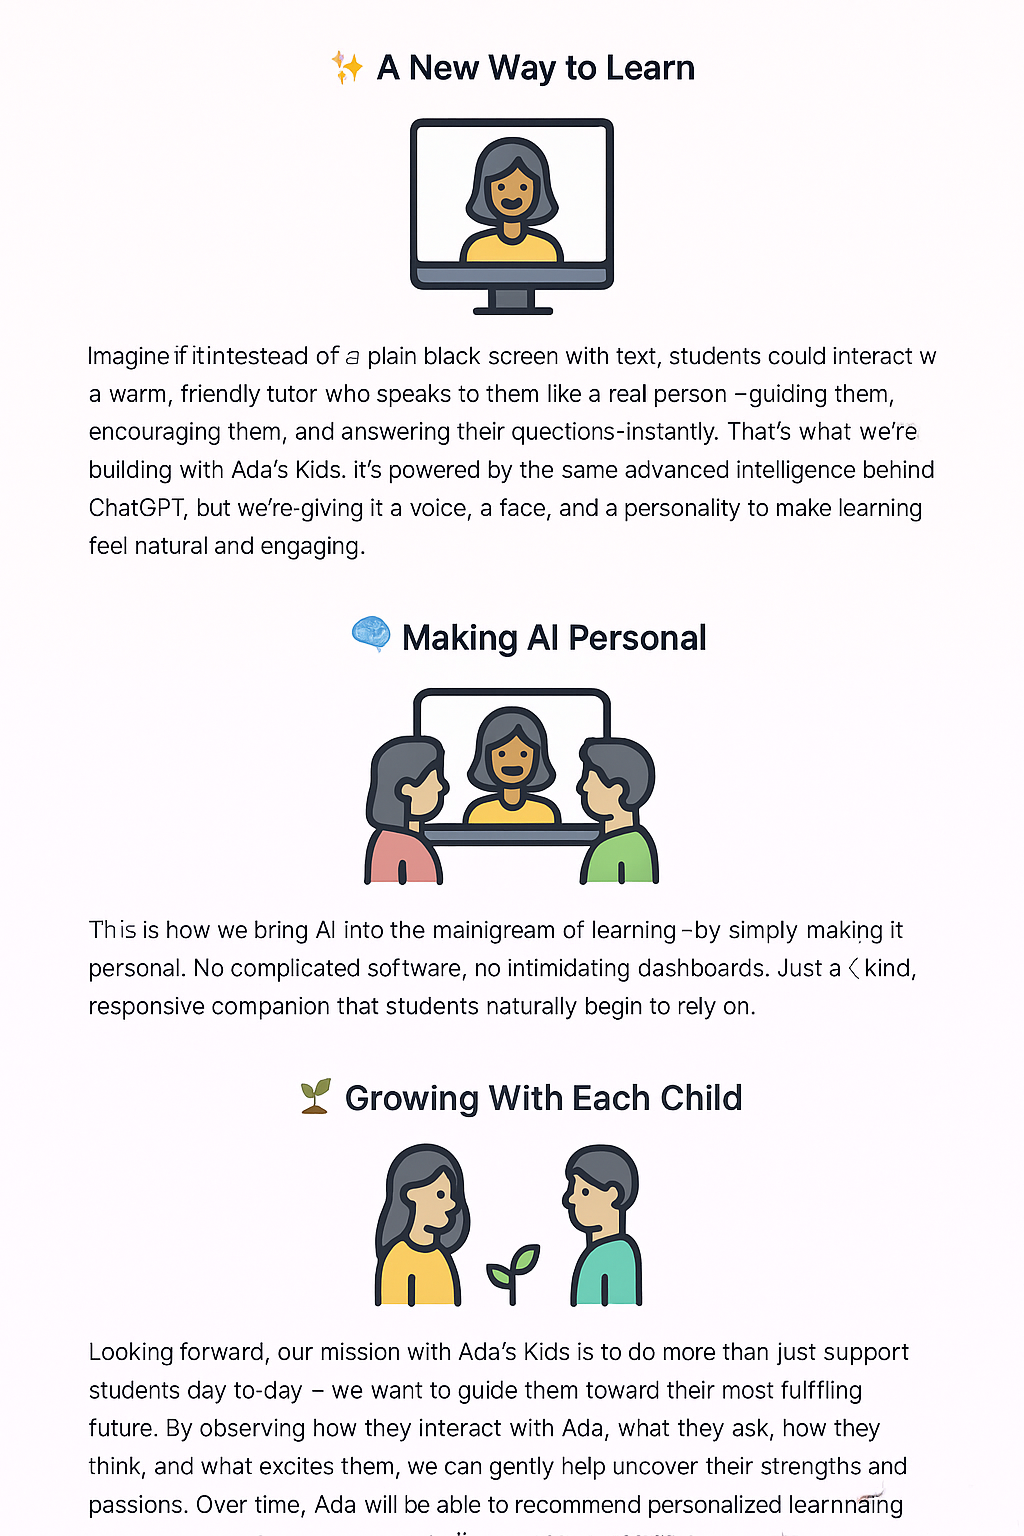 A New Way to Learn
Imagine if it intestead of a plain black screen with text, students could interact w
a warm, friendly tutor who speaks to them like a real person –guiding them,
encouraging them, and answering their quections-instantly. That's what we're
building with Ada's Kids. it's powered by the same advanced intelligence behind
ChatGPT, but we're-giving it a voice, a face, and a personality to make learning
feel natural and engaging.
Making AI Personal
This is how we bring AI into the mainigream of learning –by simply making it
personal. No complicated software, no intimidating dashboards. Just a 〈 kind,
responsive companion that students naturally begin to rely on.
Growing With Each Child
Looking forward, our mission with Ada's Kids is to do more than just support
students day to-day – we want to guide them toward their most fulffling
future. By observing how they interact with Ada, what they ask, how they
think, and what excites them, we can gently help uncover their strengths and
passions. Over time, Ada will be able to recommend personalized learnnaing